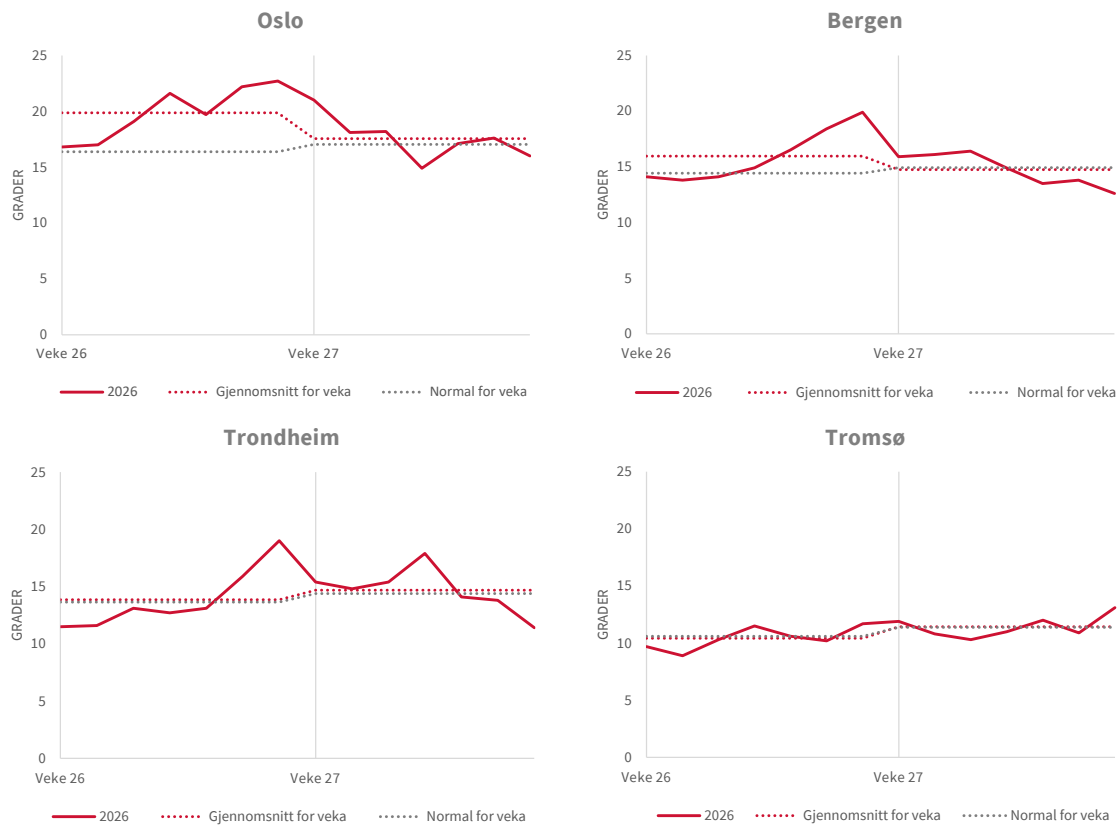 Oslo
25
20
15
10
5
0
GRADER
Veke 26
Veke 27
2026
Gjennomsnitt for veka
Normal for veka
Bergen
25
20
15
10
5
0
GRADER
Veke 26
Veke 27
2026
Gjennomsnitt for veka
Normal for veka
Trondheim
25
20
15
10
5
0
GRADER
Veke 26
Veke 27
2026
Gjennomsnitt for veka
Normal for veka
Tromsø
25
20
15
10
5
0
GRADER
Veke 26
Veke 27
2026
Gjennomsnitt for veka
Normal for veka